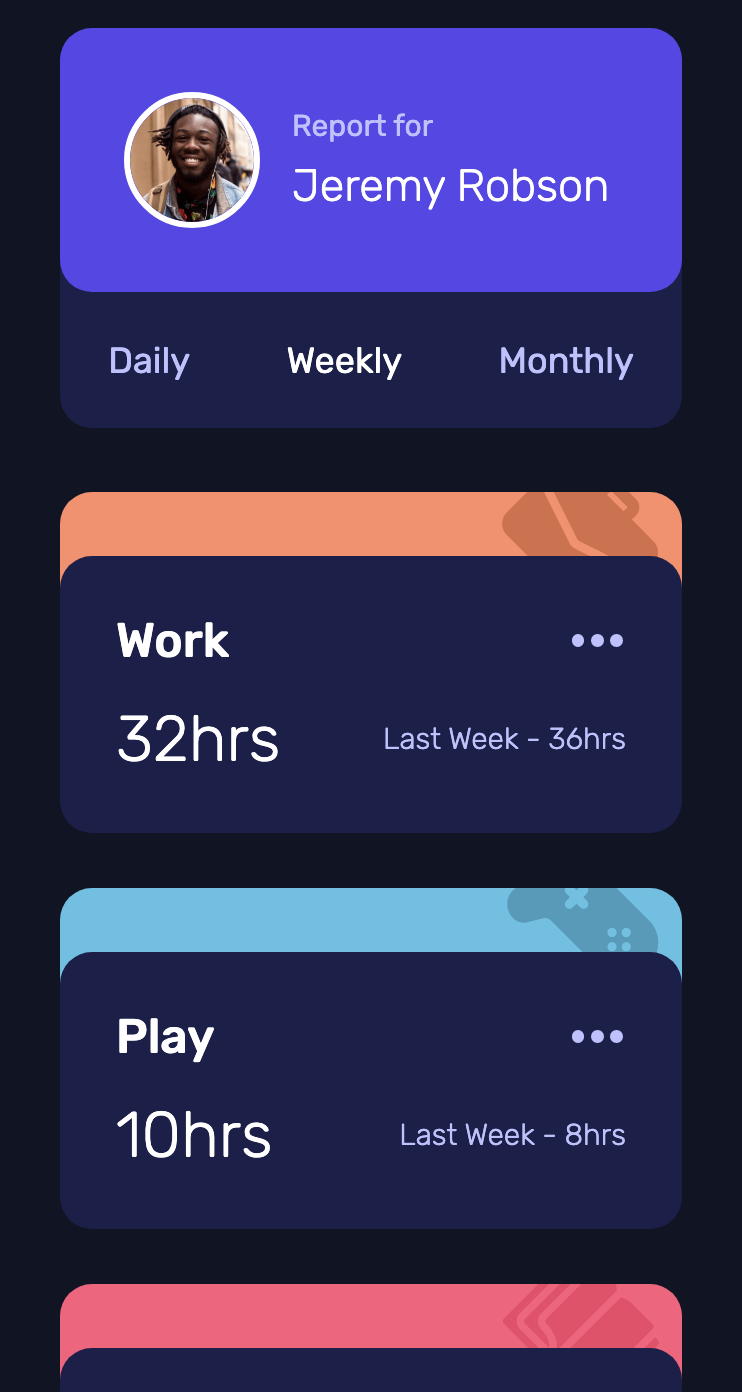 Report for
Jeremy Robson
Daily Weekly Monthly
Work
32hrs Last Week - 36hrs
Play
10hrs Last Week - 8hrs